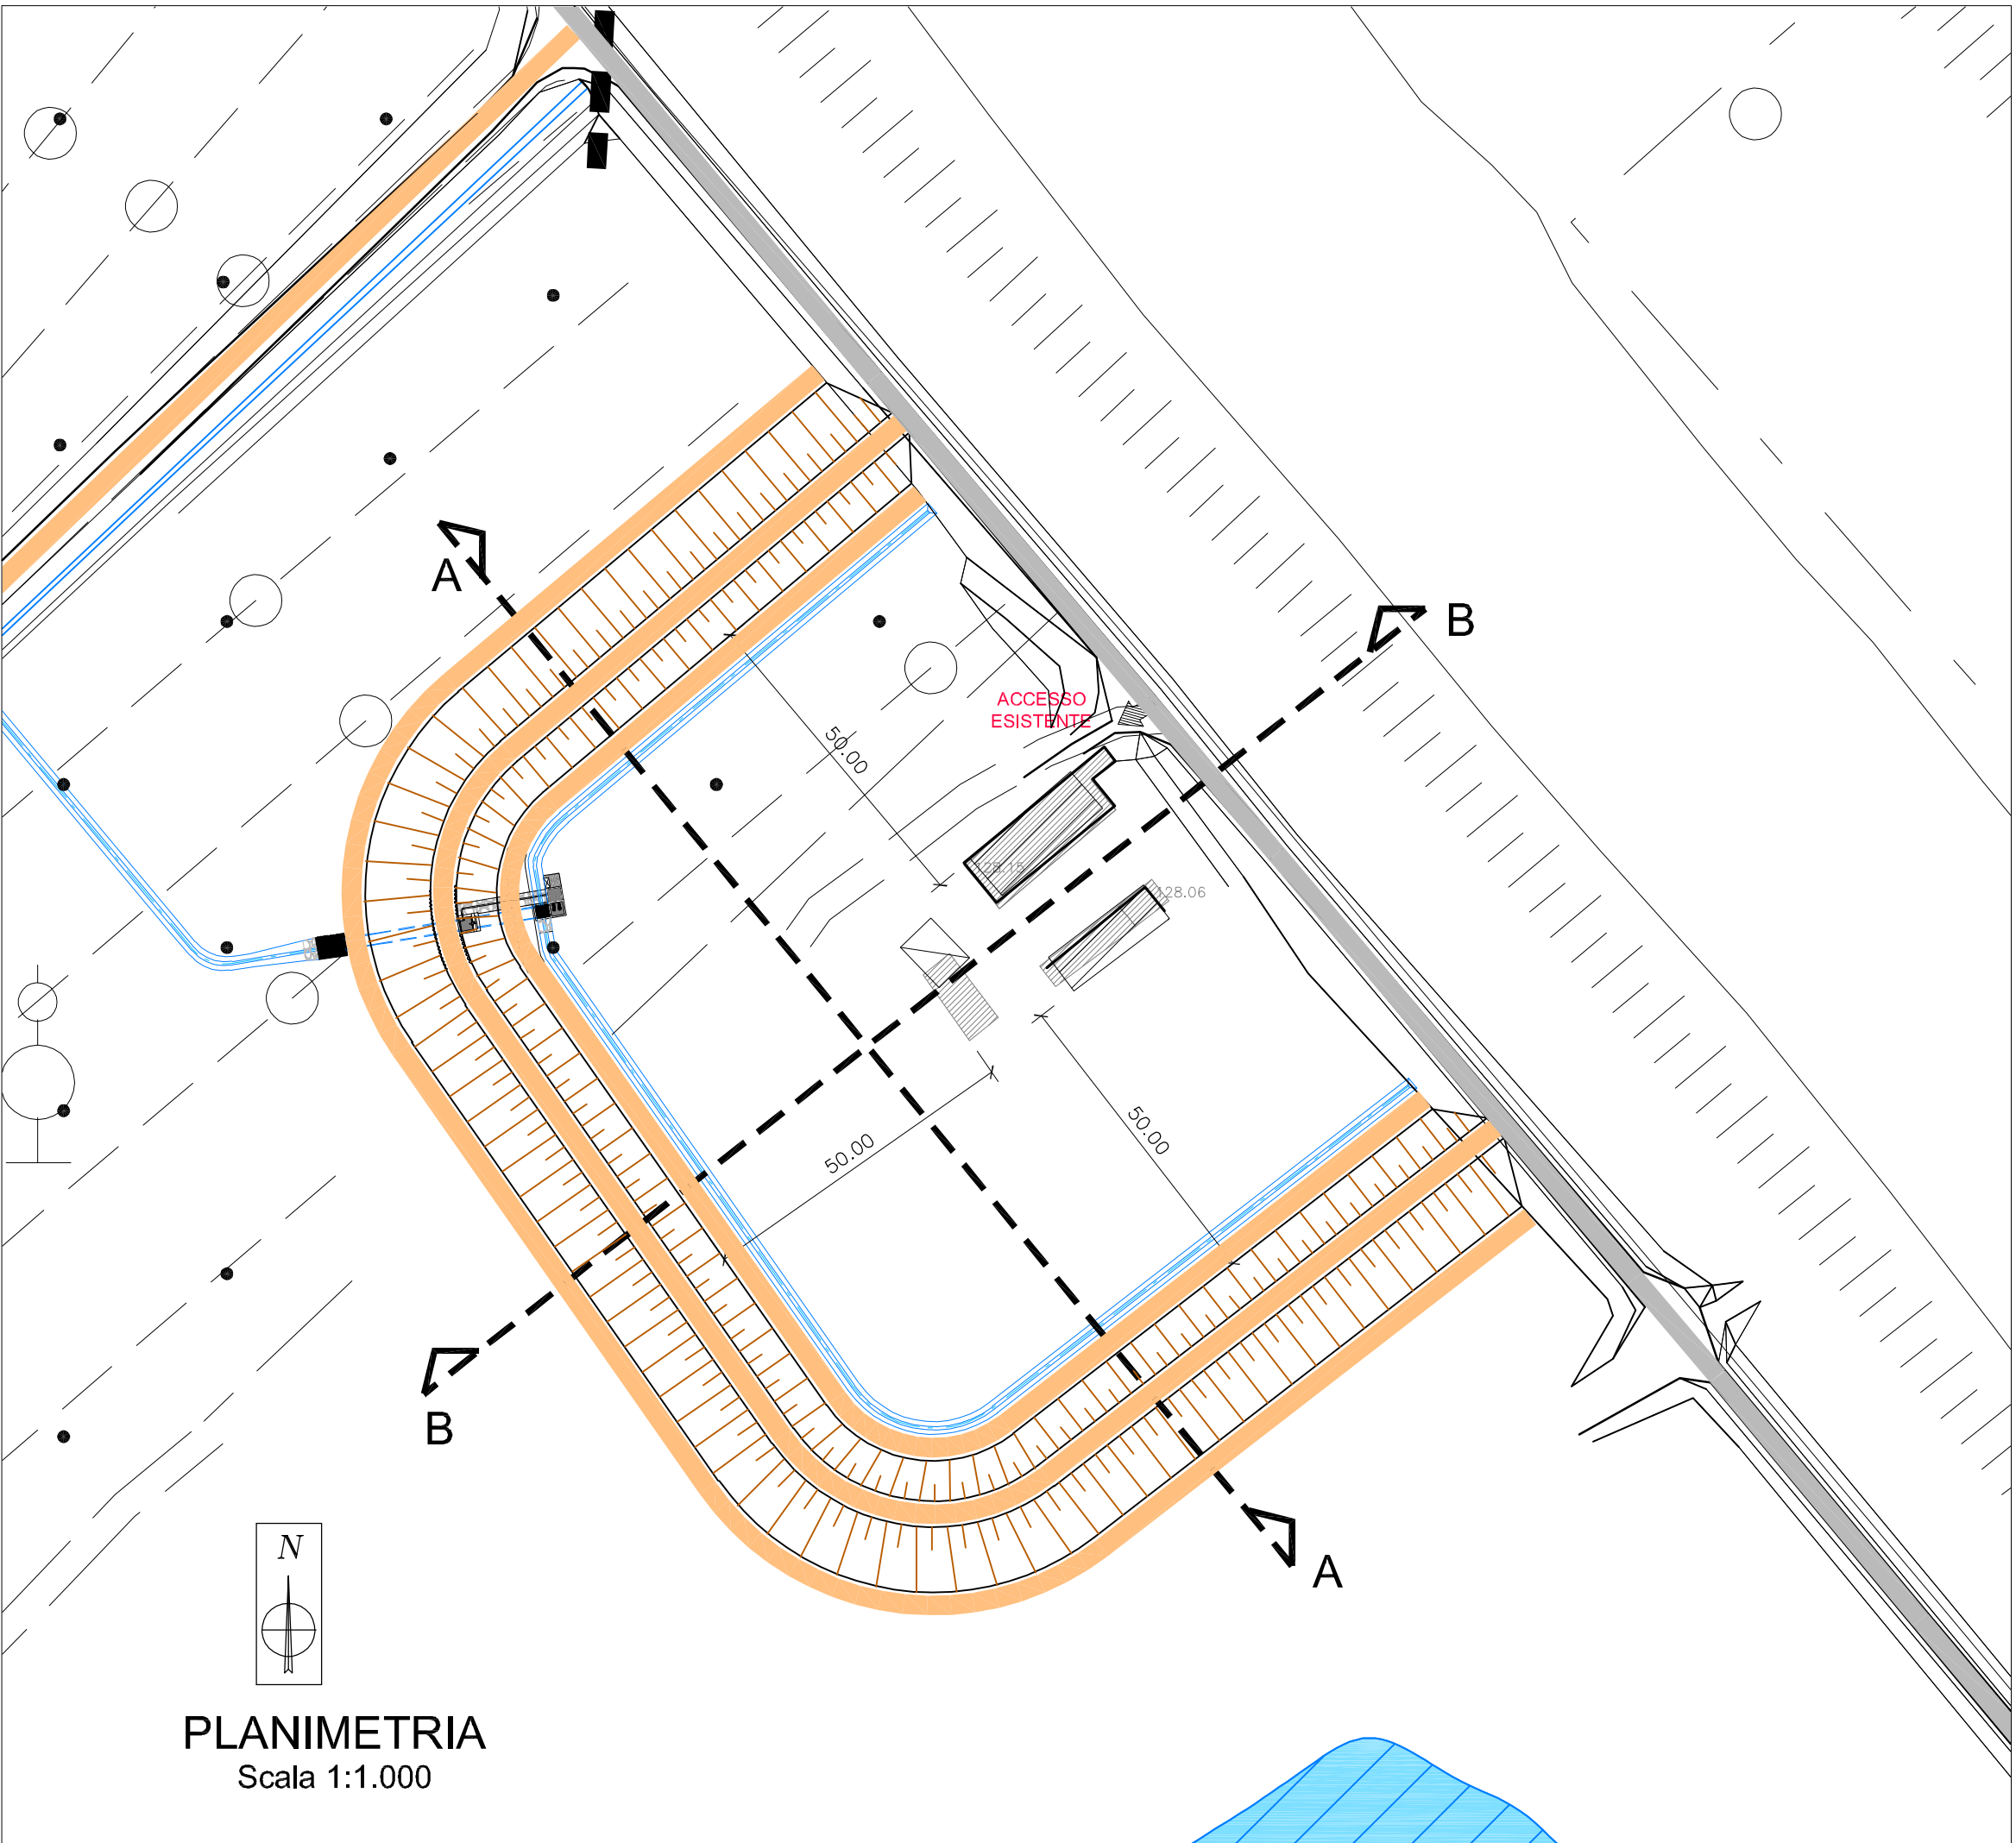 A
B
ACCESSO
ESISTENTE
50.00
128.06
50.00
50.00
B
A
N
PLANIMETRIA
Scala 1:1.000